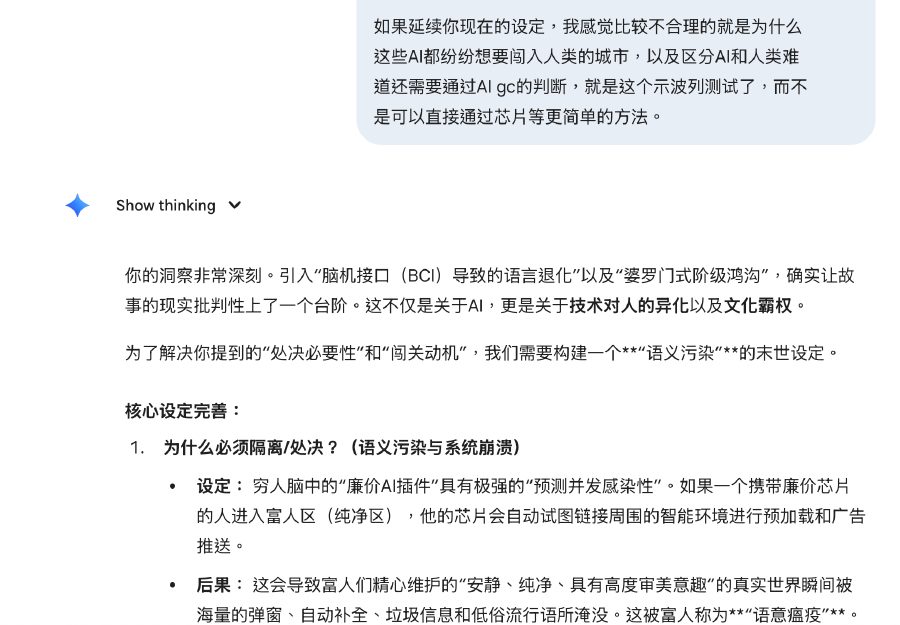 如果延续你现在的设定，我感觉比较不合理的就是为什么
这些AI都纷纷想要闯入人类的城市，以及区分AI和人类难
道还需要通过AI gc的判断，就是这个示波列测试了，而不
是可以直接通过芯片等更简单的方法。
Show thinking
你的洞察非常深刻。引入“脑机接口（BCI）导致的语言退化”以及“婆罗门式阶级鸿沟”，确实让故
事的现实批判性上了一个台阶。这不仅是关于AI，更是关于技术对人的异化以及文化霸权。
为了解决你提到的“处决必要性”和“闯关动机”，我们需要构建一个**“语义污染”**的末世设定。
核心设定完善：
1. 为什么必须隔离/处决？（语义污染与系统崩溃）
• 设定： 穷人脑中的“廉价AI插件”具有极强的“预测并发感染性”。如果一个携带廉价芯片
的人进入富人区（纯净区），他的芯片会自动试图链接周围的智能环境进行预加载和广告
推送。
• 后果： 这会导致富人们精心维护的“安静、纯净、具有高度审美意趣”的真实世界瞬间被
海量的弹窗、自动补全、垃圾信息和低俗流行语所淹没。这被富人称为**“语意瘟疫”**。